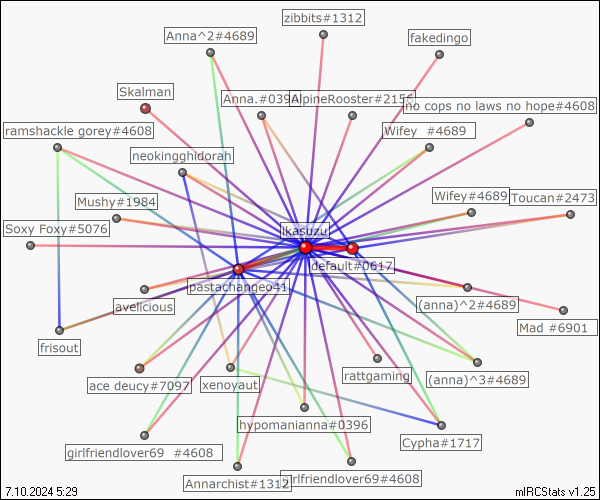 zibbits#1312
Anna^2#4689
fakedingo
Skalman
Anna.#0396
AlpineRooster#2156
no cops no laws no hope#4608
ramshackle gorey#4608
Wifey  #4689
neokingghidorah
Mushy#1984
Wifey#4689
Toucan#2473
Soxy Foxy#5076
ikasuzu
default#0617
pastachangeo41
avelicious
(anna)^2#4689
Mad #6901
frisout
ace deucy#7097
xenoyaut
rattgaming
(anna)^3#4689
hypomanianna#0396
Cypha#1717
girlfriendlover69  #4608
Annarchist#1312
girlfriendlover69#4608
7.10.2024 5:29
mIRCStats v1.25